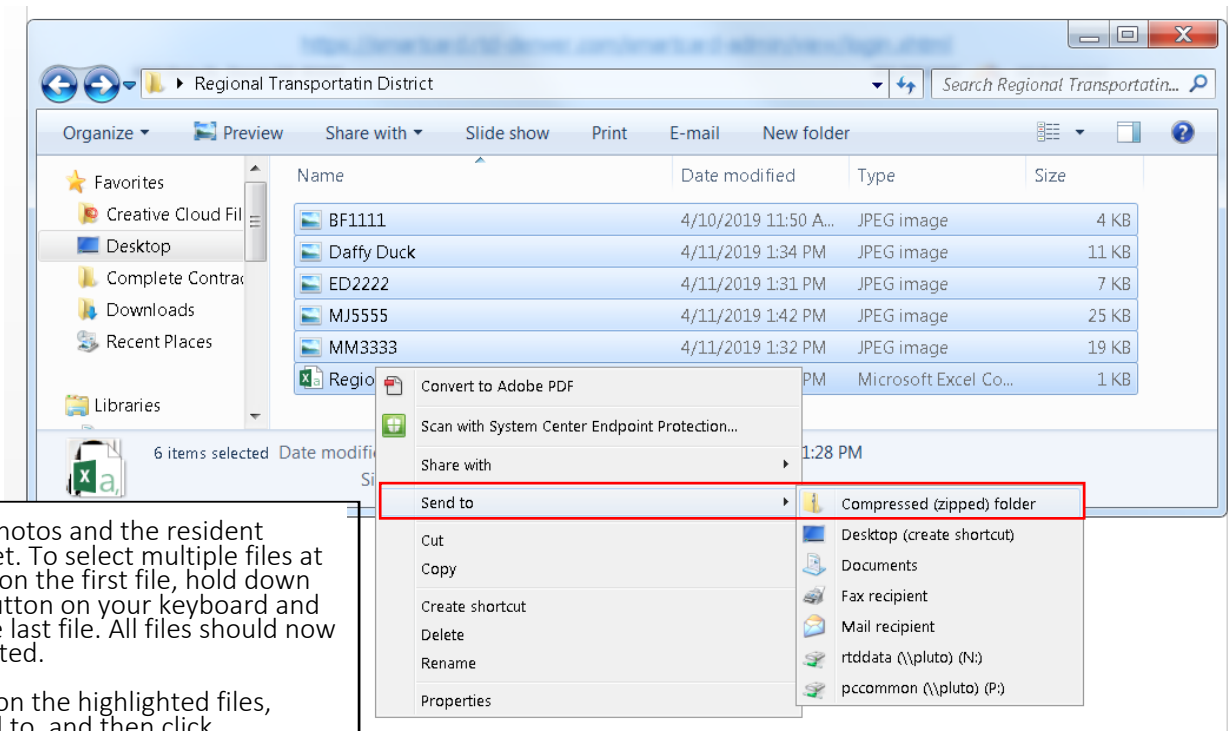 Regional Transportatin District
Search Regional Transportatin...
Organize Preview Share with Slide show Print E-mail New folder
Favorites
Creative Cloud Fil
Desktop
Complete Contrac
Downloads
Recent Places
Libraries
Name Date modified Type Size
BF1111 4/10/2019 11:50 A... JPEG image 4 KB
Daffy Duck 4/11/2019 1:34 PM JPEG image 11 KB
ED2222 4/11/2019 1:31 PM JPEG image 7 KB
MJ5555 4/11/2019 1:42 PM JPEG image 25 KB
MM3333 4/11/2019 1:32 PM JPEG image 19 KB
Regio PM Microsoft Excel Co... 1 KB
6 items selected Date modifi 1:28 PM
Si
Convert to Adobe PDF
Scan with System Center Endpoint Protection...
Share with
Send to
Cut
Copy
Create shortcut
Delete
Rename
Properties
Compressed (zipped) folder
Desktop (create shortcut)
Documents
Fax recipient
Mail recipient
rtddata (\\pluto) (N:)
pccommon (\\pluto) (P:)
hotos and the resident
et. To select multiple files at
on the first file, hold down
utton on your keyboard and
e last file. All files should now
ted.
on the highlighted files,
d to, and then click